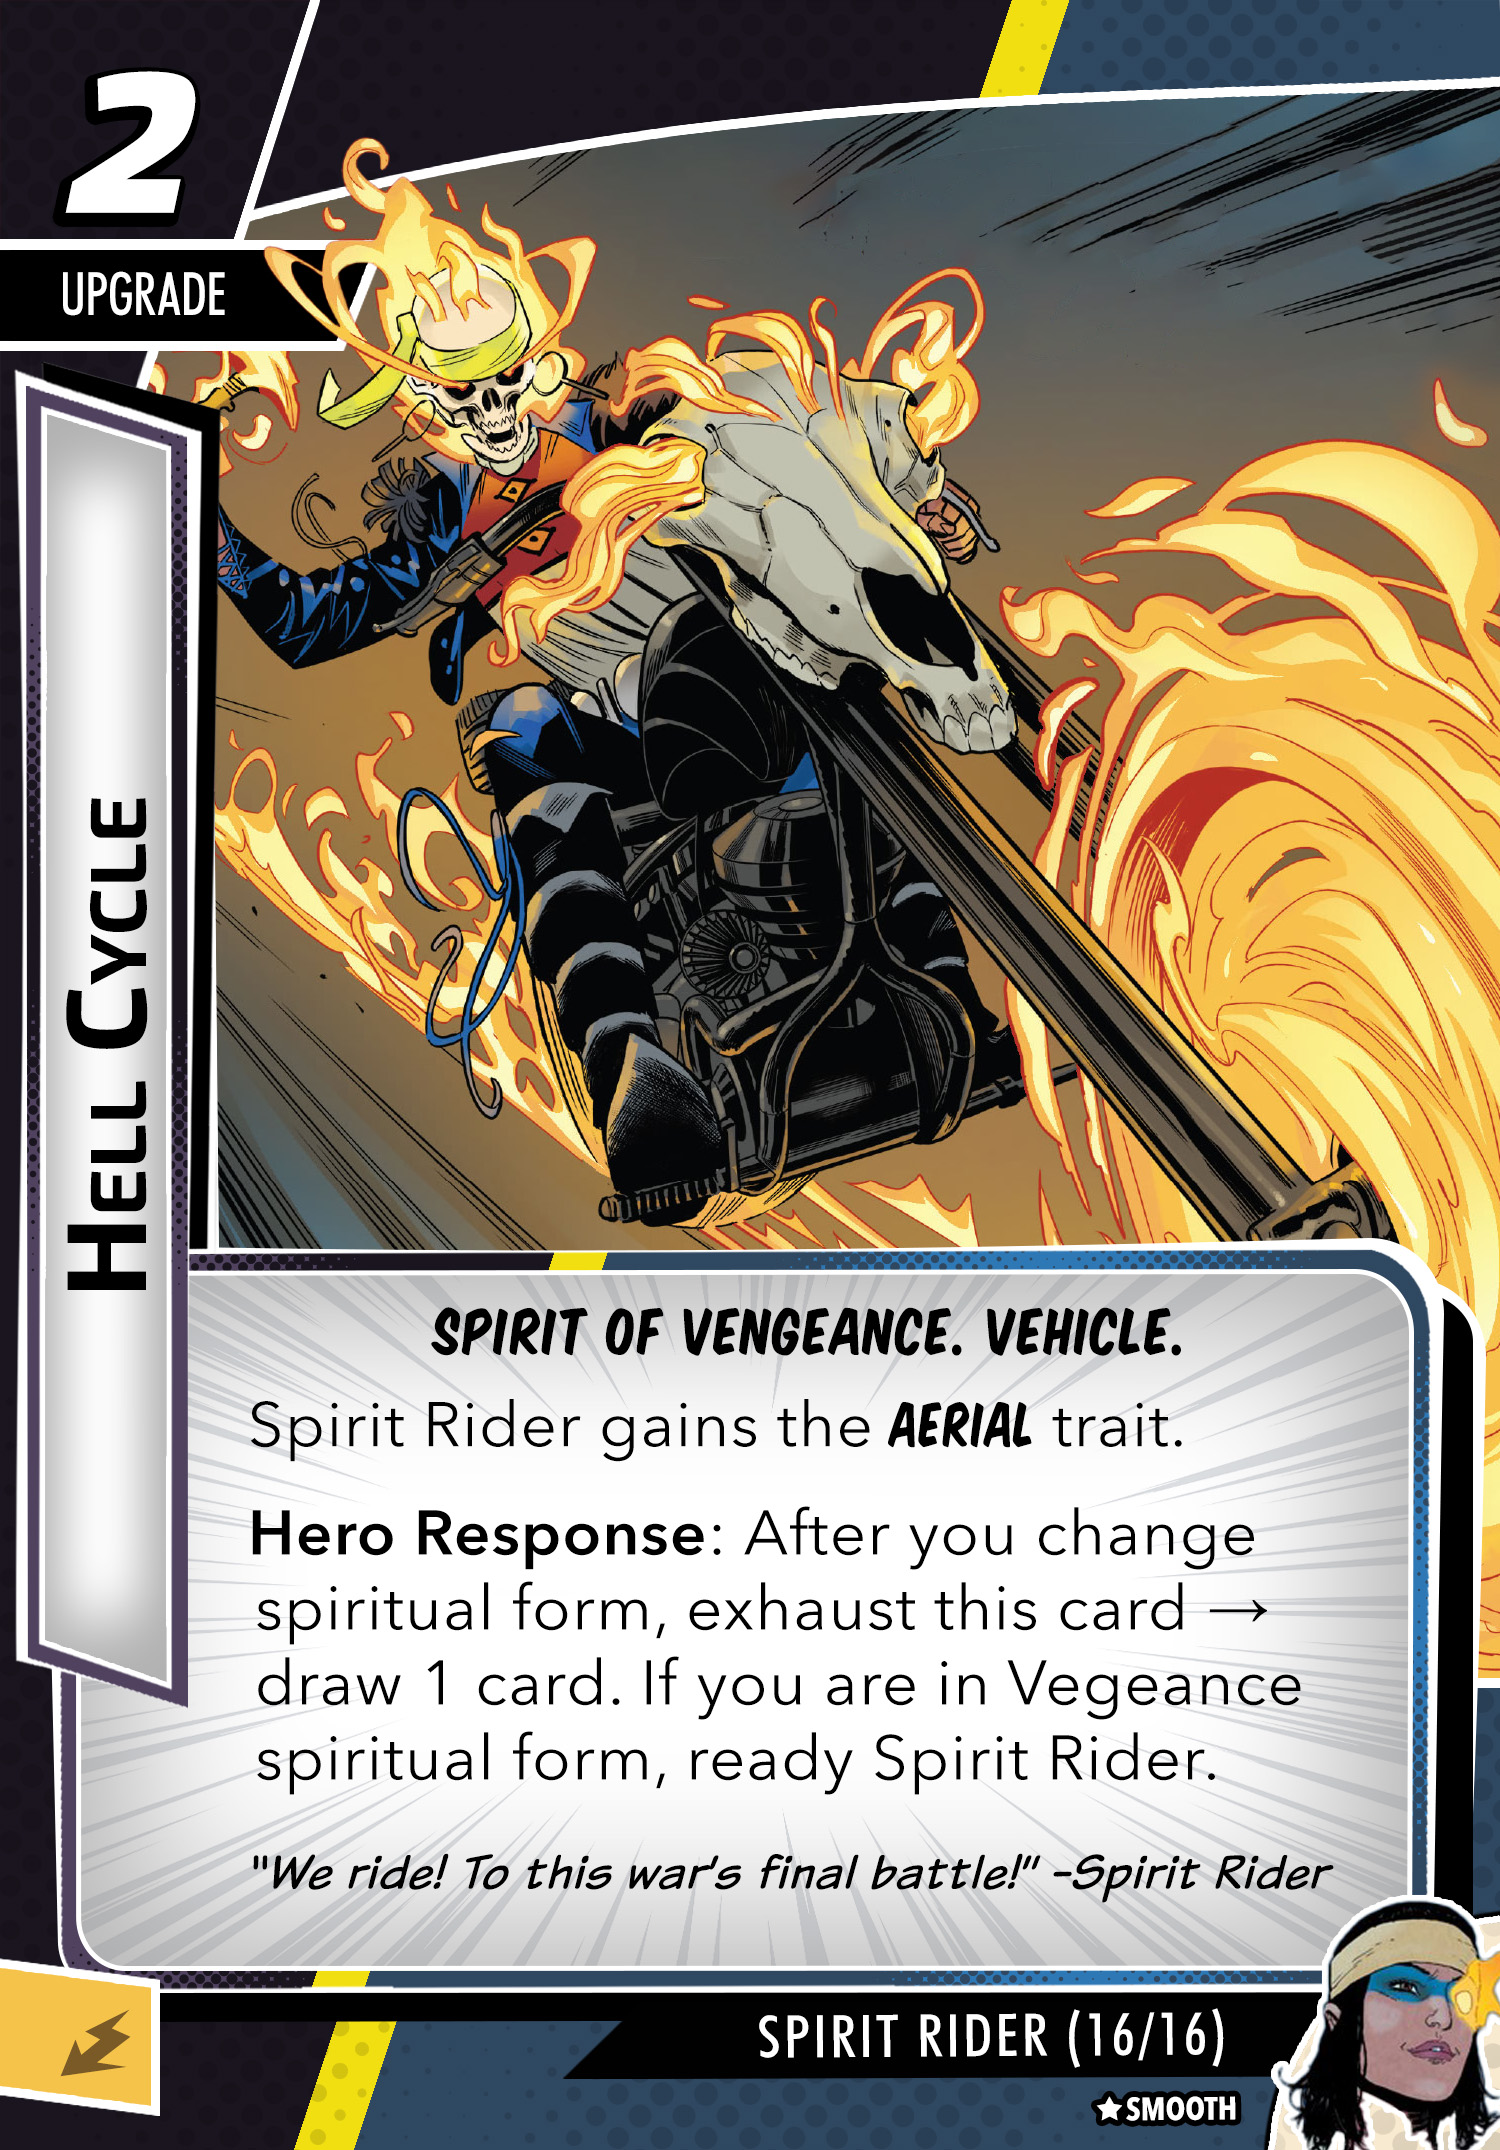 2
UPGRADE
HELL CYCLE
SPIRIT OF VENGEANCE. VEHICLE.
Spirit Rider gains the AERIAL trait.
Hero Response: After you change
spiritual form, exhaust this card →
draw 1 card. If you are in Vegeance
spiritual form, ready Spirit Rider.
"We ride! To this war's final battle!" -Spirit Rider
SPIRIT RIDER (16/16)
★SMOOTH